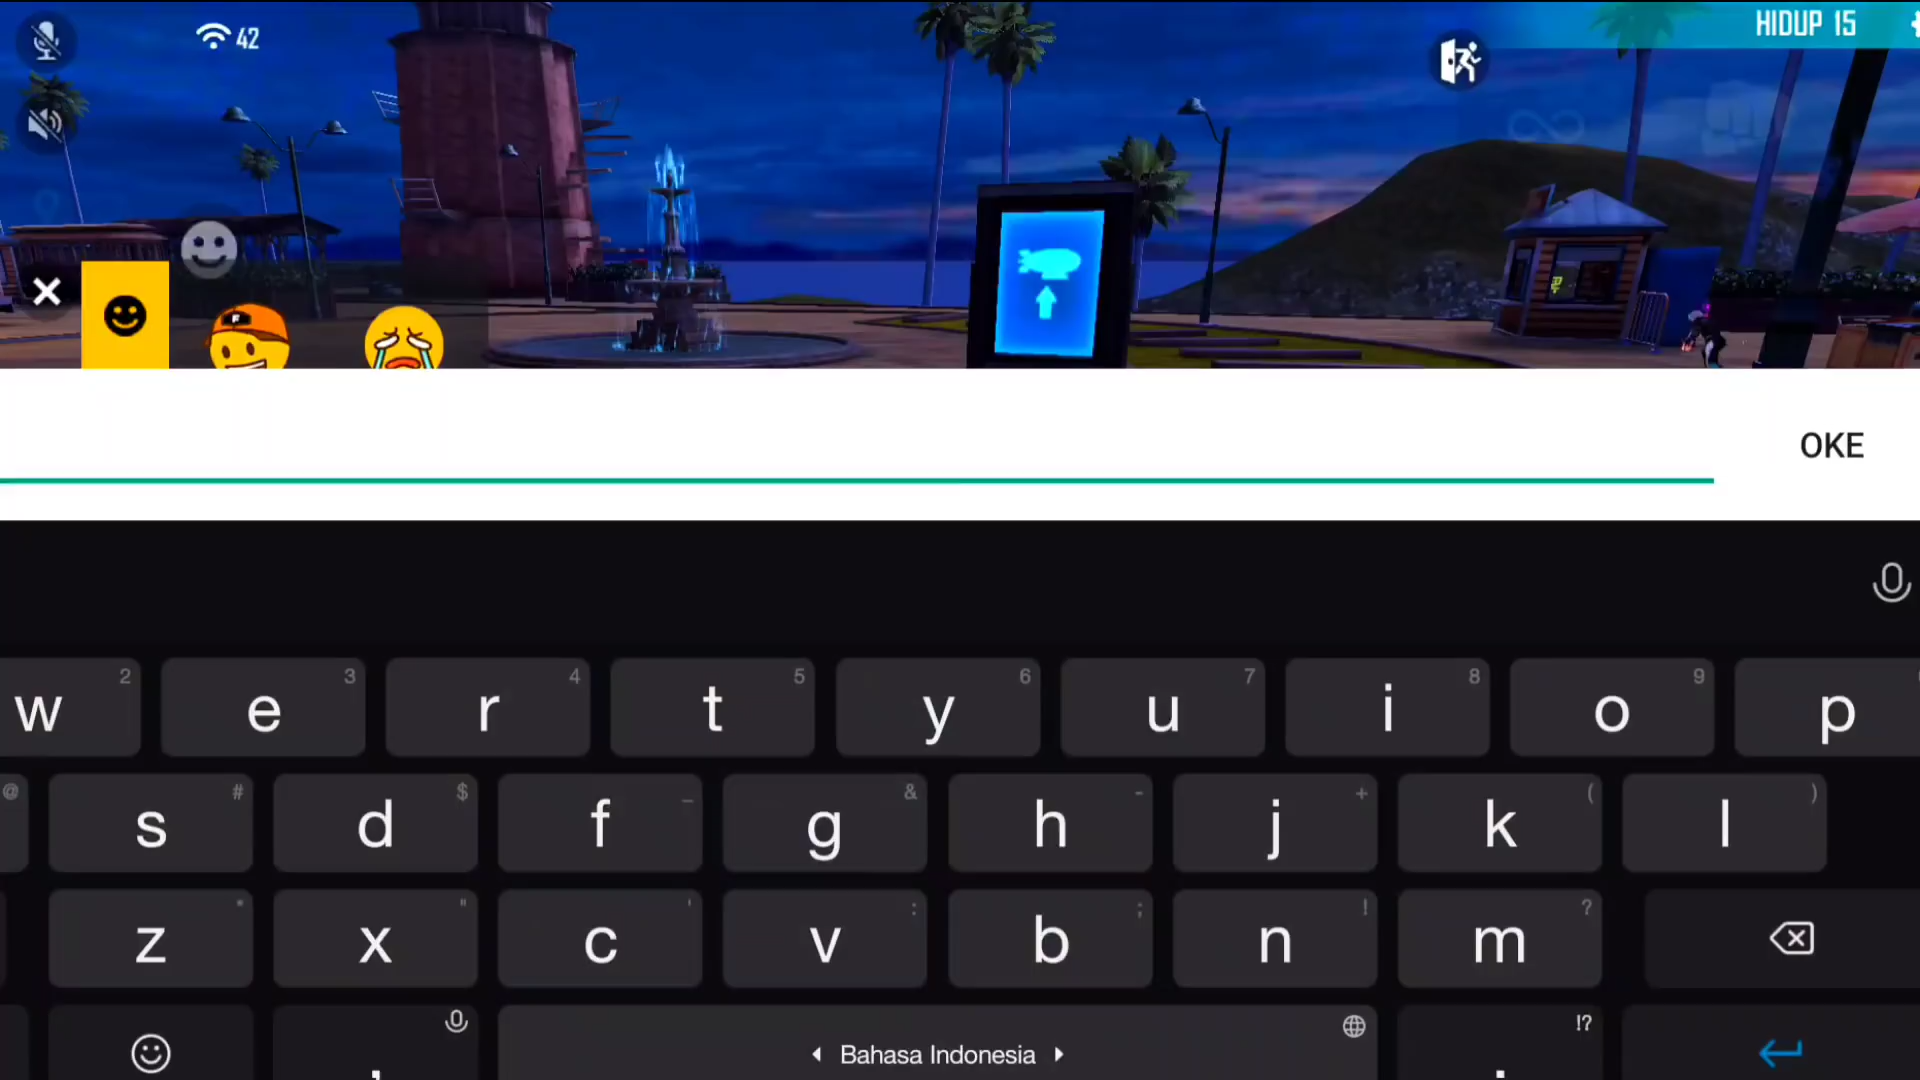 42
HIDUP 15
OKE
w 2 e 3 r 4 t 5 y 6 u 7 i 8 o 9 p
@ s # d $ f _ g & h - j + k ( l )
z * x " c ' v : b ; n ! m ?
, Bahasa Indonesia . !?